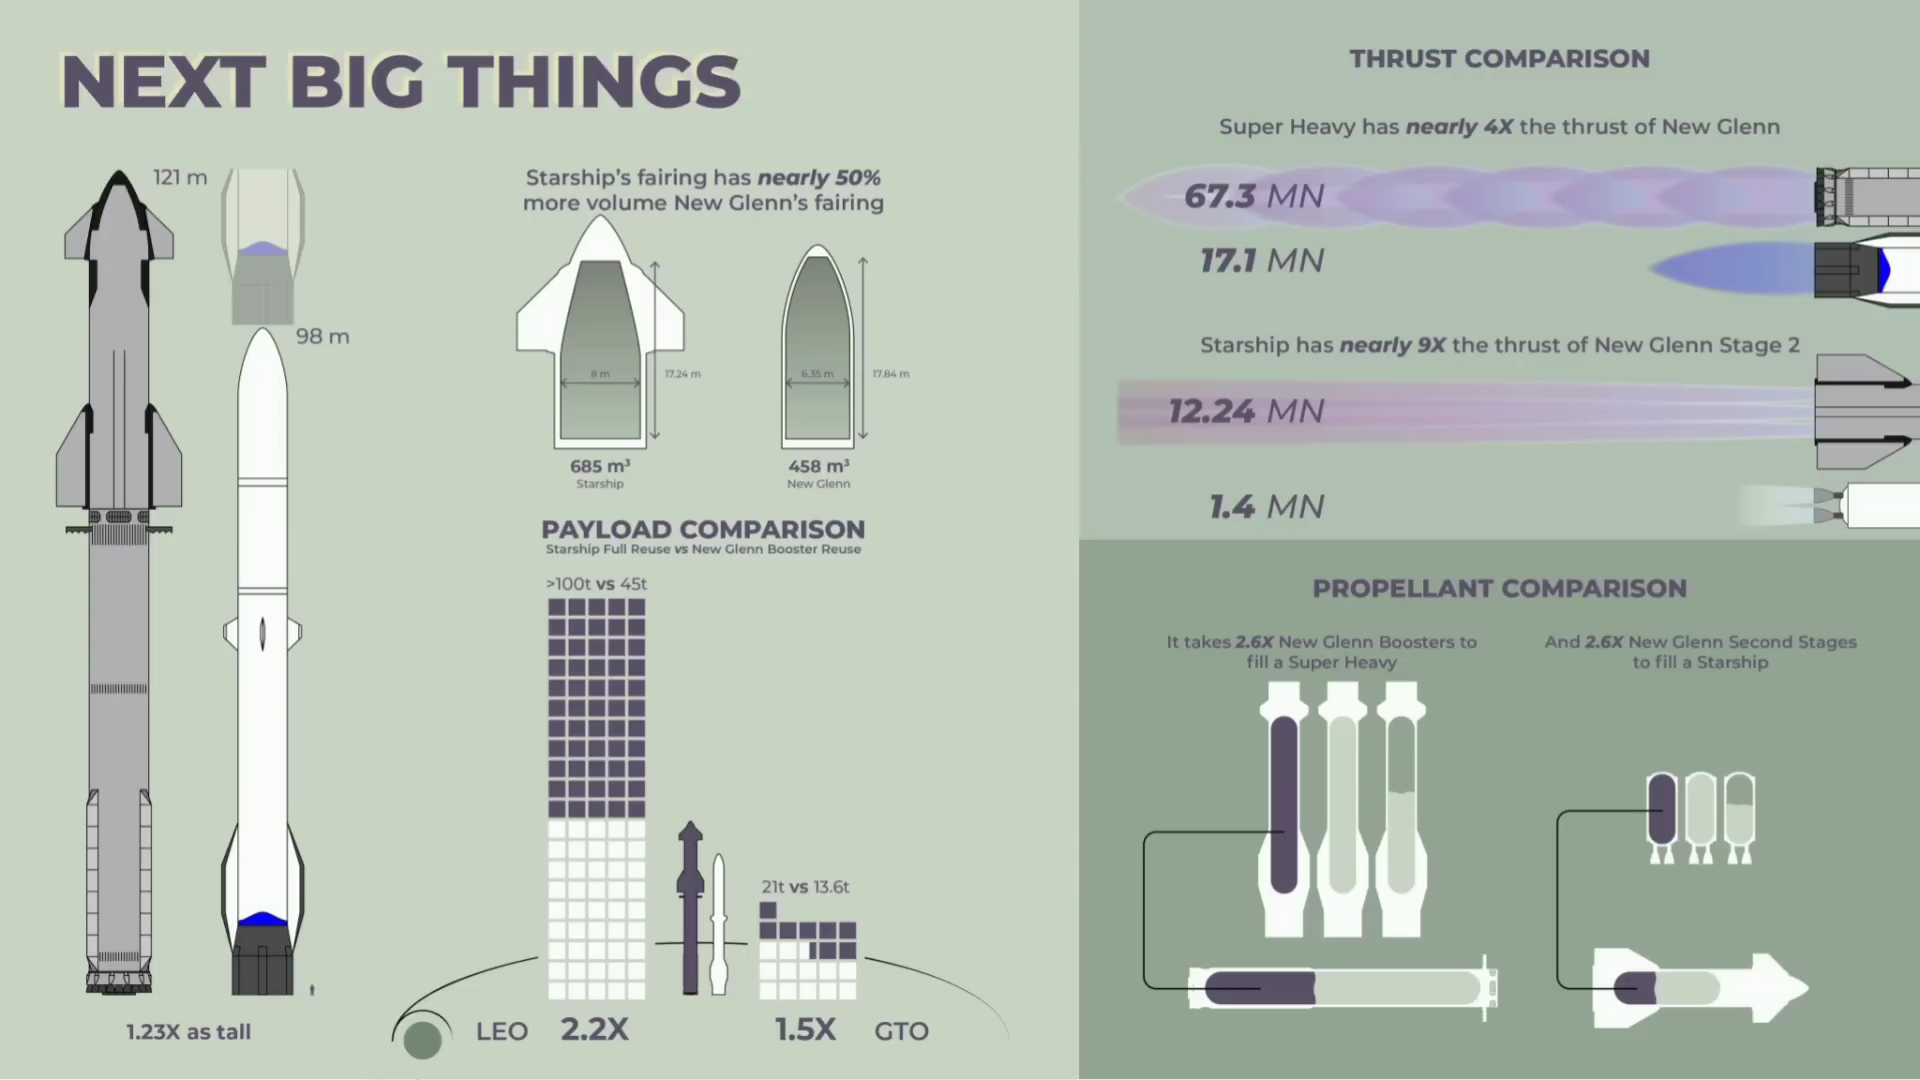 NEXT BIG THINGS
121 m
98 m
1.23X as tall
Starship's fairing has nearly 50%
more volume New Glenn's fairing
8 m
17.24 m
6.35 m
17.84 m
685 m³
Starship
458 m³
New Glenn
PAYLOAD COMPARISON
Starship Full Reuse vs New Glenn Booster Reuse
>100t vs 45t
21t vs 13.6t
LEO
2.2X
1.5X
GTO
THRUST COMPARISON
Super Heavy has nearly 4X the thrust of New Glenn
67.3 MN
17.1 MN
Starship has nearly 9X the thrust of New Glenn Stage 2
12.24 MN
1.4 MN
PROPELLANT COMPARISON
It takes 2.6X New Glenn Boosters to
fill a Super Heavy
And 2.6X New Glenn Second Stages
to fill a Starship